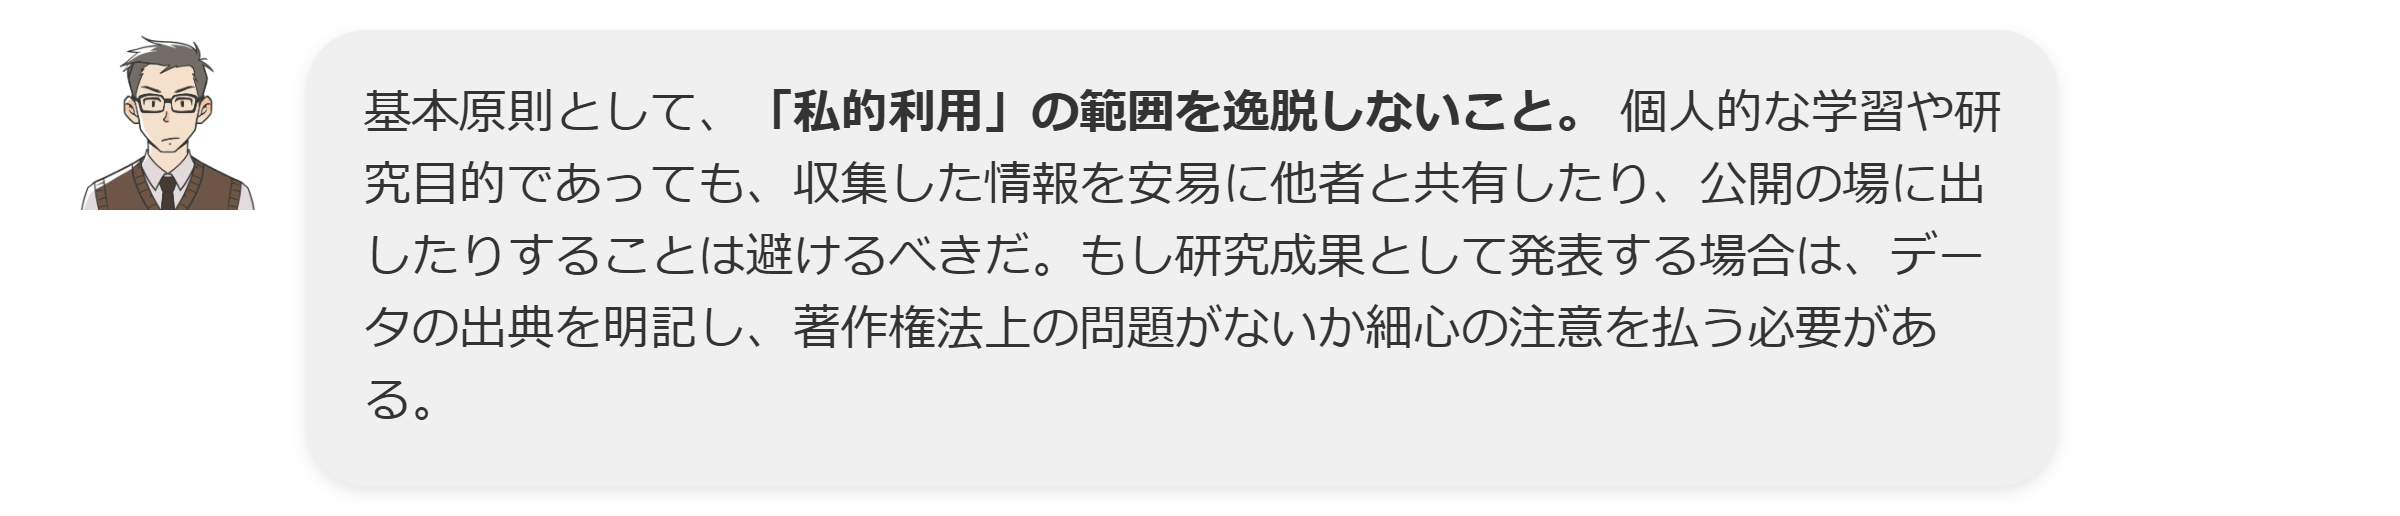 基本原則として、「私的利用」の範囲を逸脱しないこと。 個人的な学習や研
究目的であっても、収集した情報を安易に他者と共有したり、公開の場に出
したりすることは避けるべきだ。もし研究成果として発表する場合は、デー
タの出典を明記し、著作権法上の問題がないか細心の注意を払う必要があ
る。